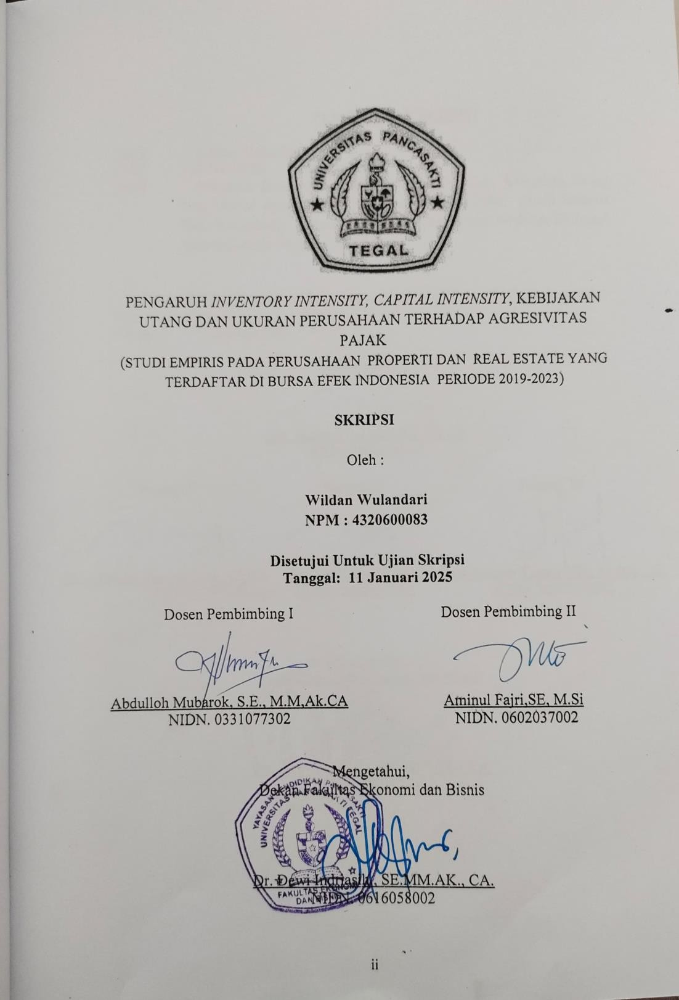 UNIVERSITAS PANCASAKTI
TEGAL
PENGARUH INVENTORY INTENSITY, CAPITAL INTENSITY, KEBIJAKAN
UTANG DAN UKURAN PERUSAHAAN TERHADAP AGRESIVITAS
PAJAK
(STUDI EMPIRIS PADA PERUSAHAAN PROPERTI DAN REAL ESTATE YANG
TERDAFTAR DI BURSA EFEK INDONESIA PERIODE 2019-2023)
SKRIPSI
Oleh :
Wildan Wulandari
NPM : 4320600083
Disetujui Untuk Ujian Skripsi
Tanggal: 11 Januari 2025
Dosen Pembimbing I
Dosen Pembimbing II
Abdulloh Mubarok, S.E., M.M,Ak.CA
NIDN. 0331077302
Aminul Fajri,SE, M.Si
NIDN. 0602037002
Mengetahui,
Dekan Fakultas Ekonomi dan Bisnis
YAYASAN PENDIDIKAN PANCASAKTI
UNIVERSITAS PANCASAKTI TEGAL
Dr. Dewi Indriasih, SE.MM.AK., CA.
FAKULTAS EKONOMI
DAN BISNIS
NIDN. 0616058002
ii